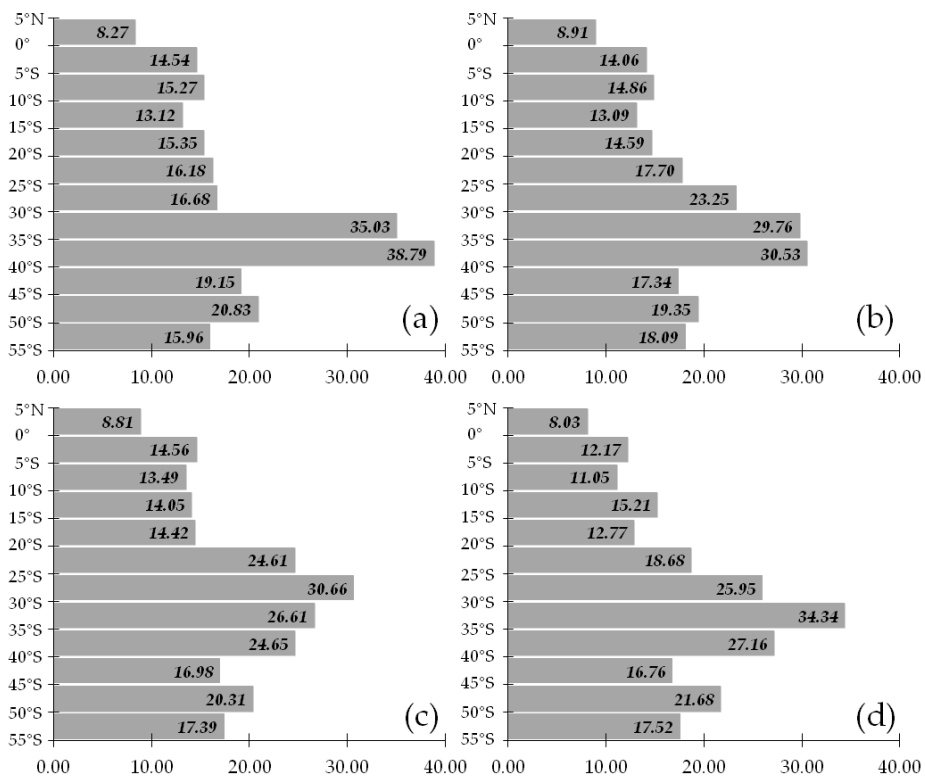 5°N
8.27
0°
14.54
5°S
15.27
10°S
13.12
15°S
15.35
20°S
16.18
25°S
16.68
30°S
35.03
35°S
38.79
40°S
19.15
45°S
20.83
50°S
15.96
55°S
(a)
0.00 10.00 20.00 30.00 40.00
5°N
8.91
0°
14.06
5°S
14.86
10°S
13.09
15°S
14.59
20°S
17.70
25°S
23.25
30°S
29.76
35°S
30.53
40°S
17.34
45°S
19.35
50°S
18.09
55°S
(b)
0.00 10.00 20.00 30.00 40.00
5°N
8.81
0°
14.56
5°S
13.49
10°S
14.05
15°S
14.42
20°S
24.61
25°S
30.66
30°S
26.61
35°S
24.65
40°S
16.98
45°S
20.31
50°S
17.39
55°S
(c)
0.00 10.00 20.00 30.00 40.00
5°N
8.03
0°
12.17
5°S
11.05
10°S
15.21
15°S
12.77
20°S
18.68
25°S
25.95
30°S
34.34
35°S
27.16
40°S
16.76
45°S
21.68
50°S
17.52
55°S
(d)
0.00 10.00 20.00 30.00 40.00